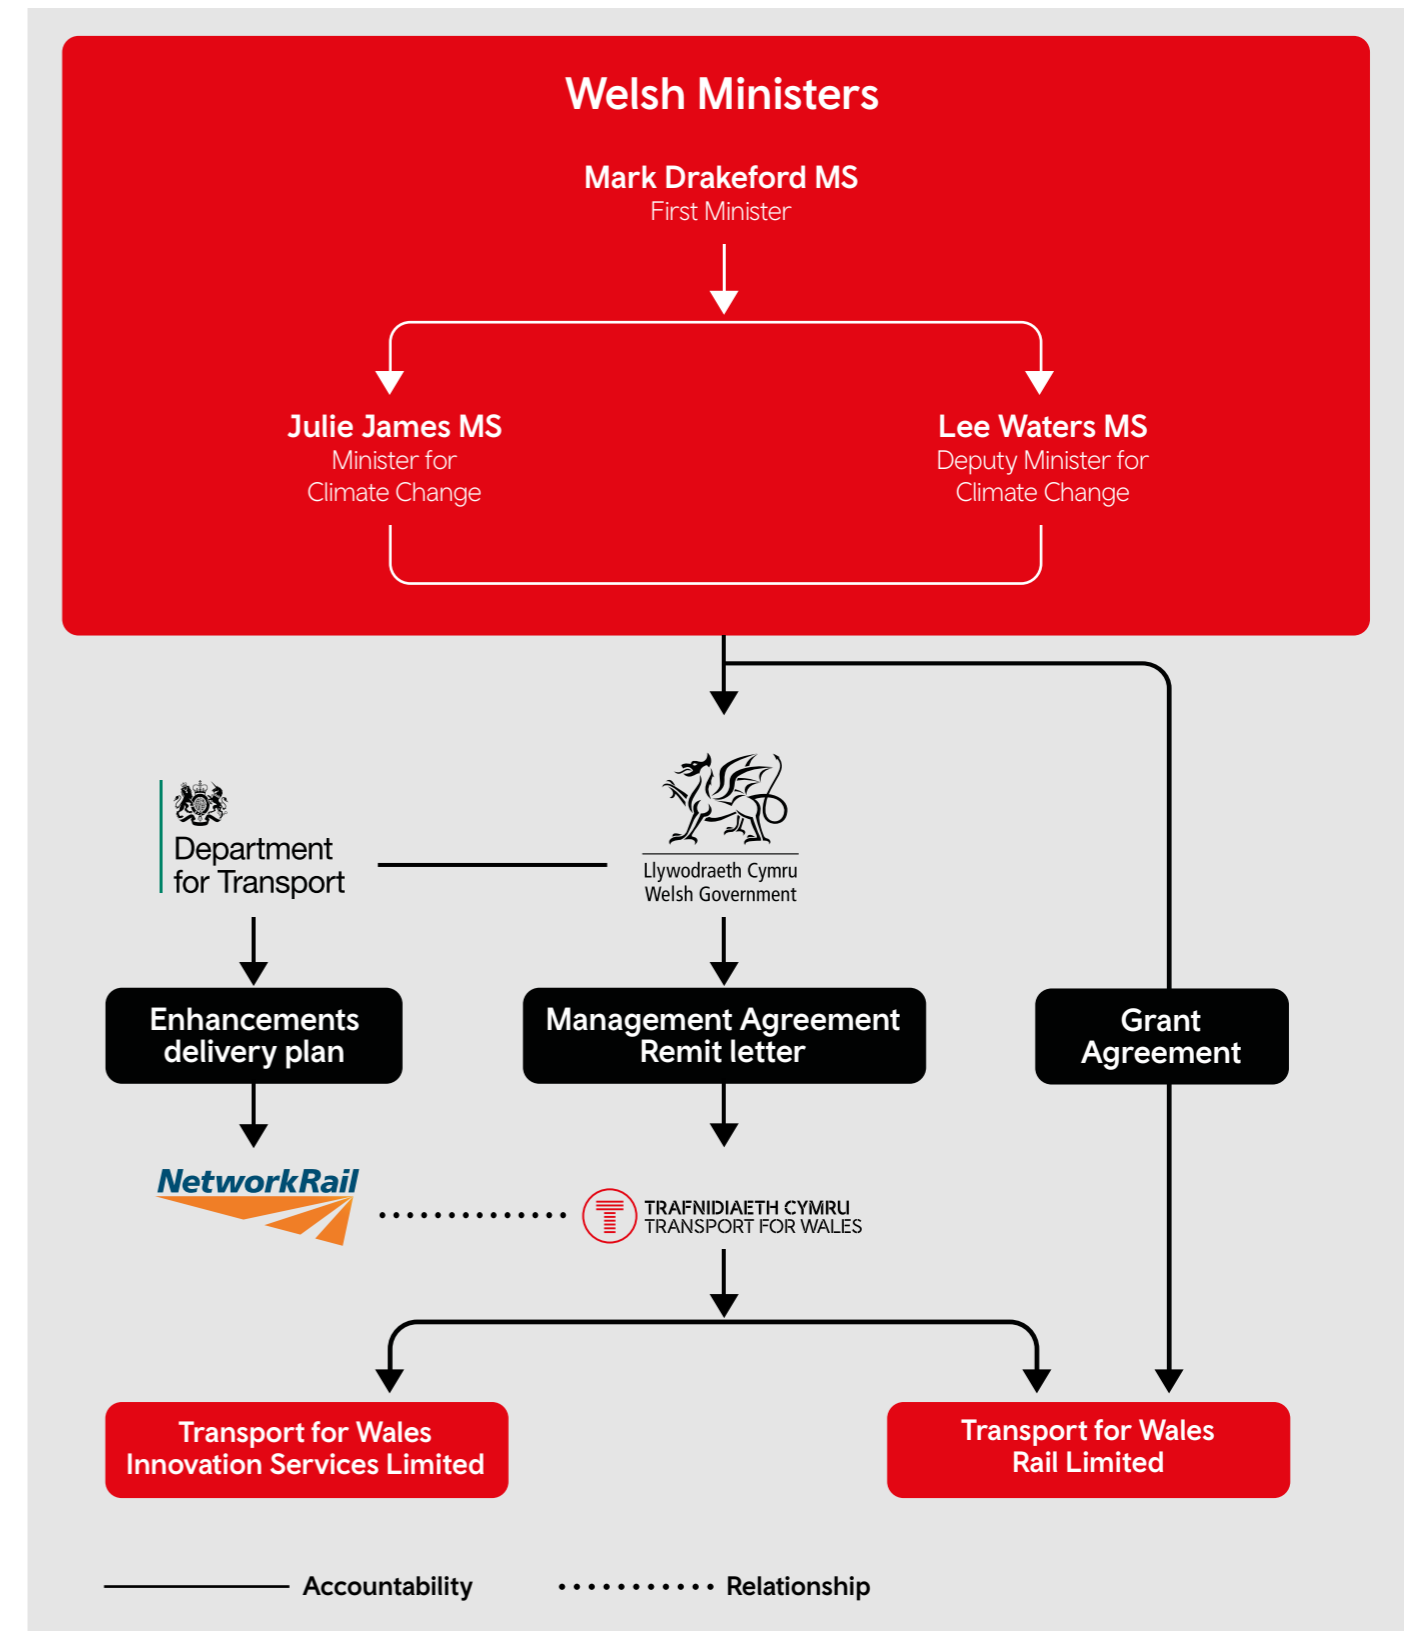 Welsh Ministers
Mark Drakeford MS
First Minister
Julie James MS
Minister for
Climate Change
Lee Waters MS
Deputy Minister for
Climate Change
Department
for Transport
Llywodraeth Cymru
Welsh Government
Enhancements
delivery plan
Management Agreement
Remit letter
Grant
Agreement
NetworkRail
TRAFNIDIAETH CYMRU
TRANSPORT FOR WALES
Transport for Wales
Innovation Services Limited
Transport for Wales
Rail Limited
Accountability
Relationship